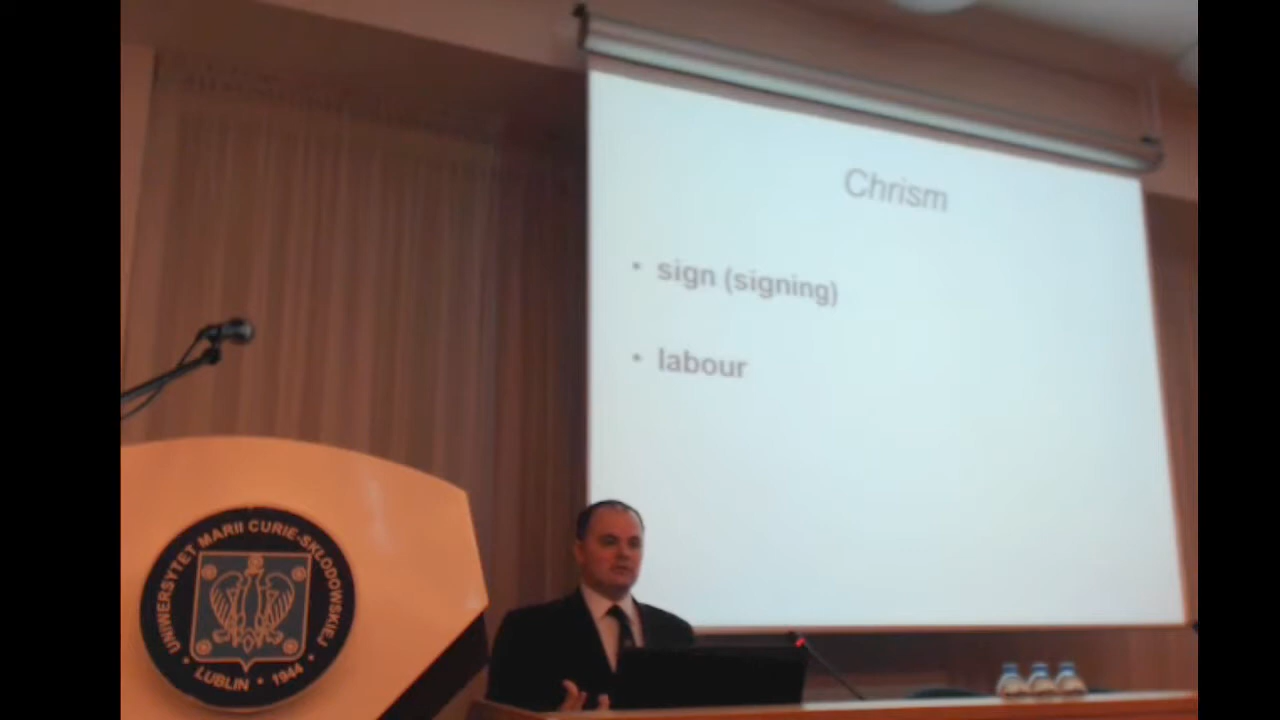 Chrism
• sign (signing)
• labour
UNIWERSYTET MARII CURIE-SKŁODOWSKIEJ
• LUBLIN • 1944 •